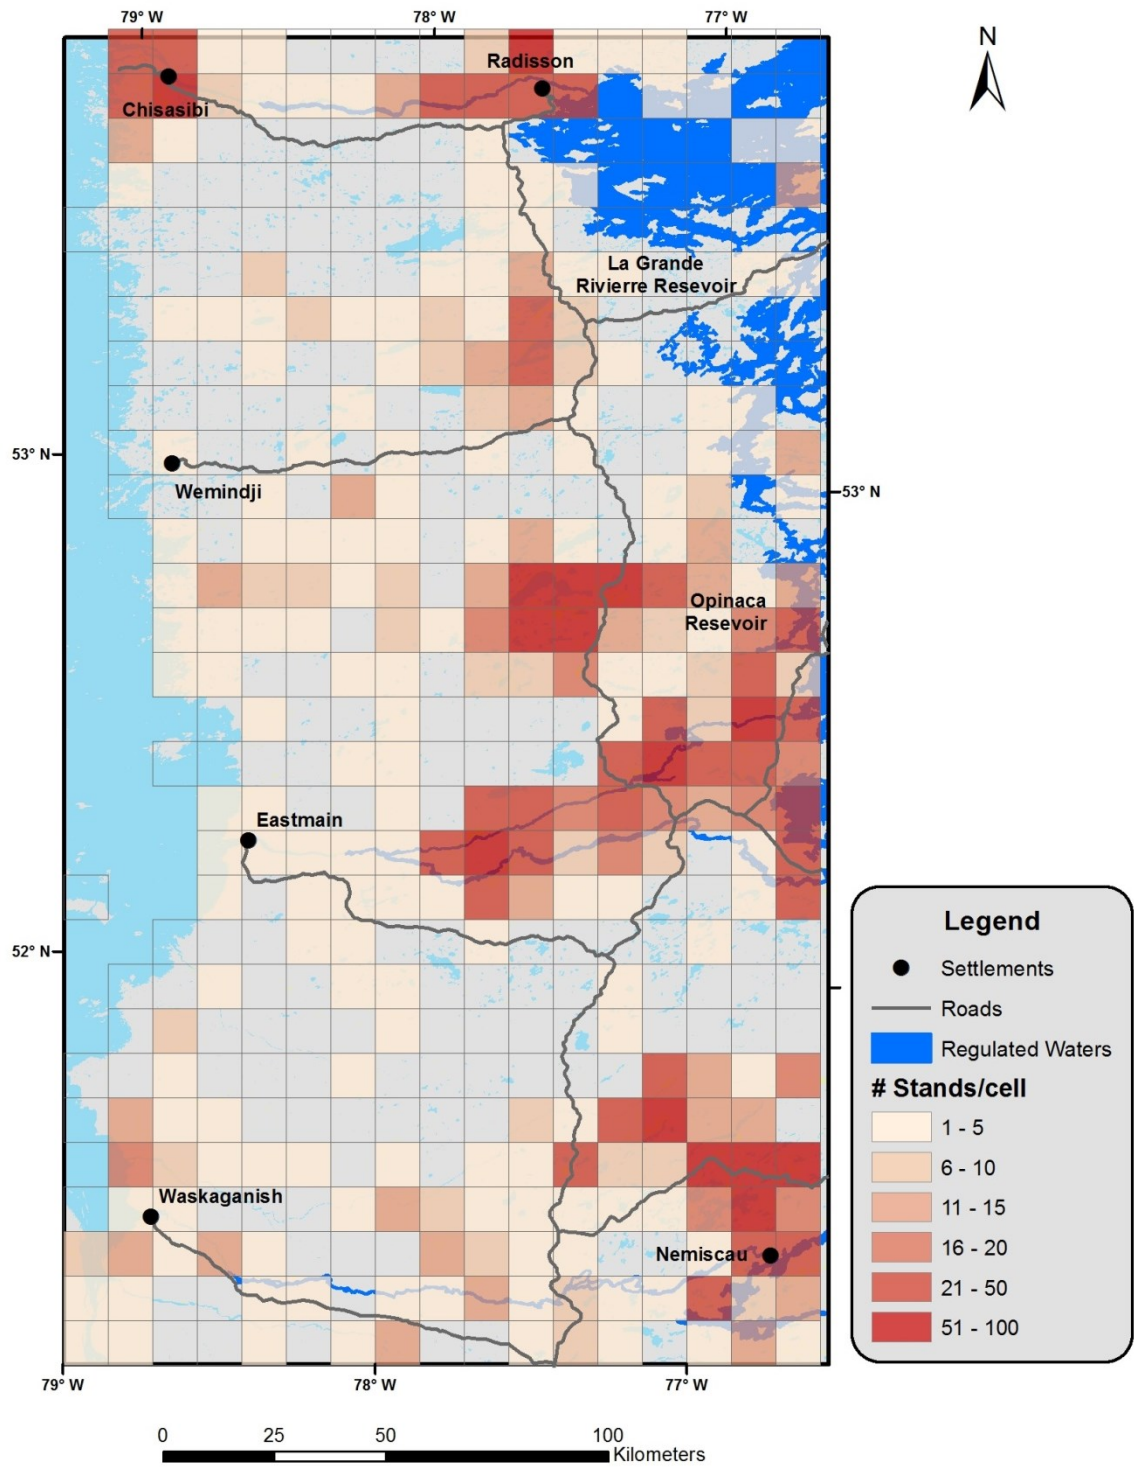 79° W
78° W
77° W
N
Radisson
Chisasibi
La Grande
Rivierre Resevoir
53° N
Wemindji
53° N
Opinaca
Resevoir
Eastmain
52° N
Waskaganish
Nemiscau
79° W
78° W
77° W
Legend
Settlements
Roads
Regulated Waters
# Stands/cell
1 - 5
6 - 10
11 - 15
16 - 20
21 - 50
51 - 100
0 25 50 100
Kilometers